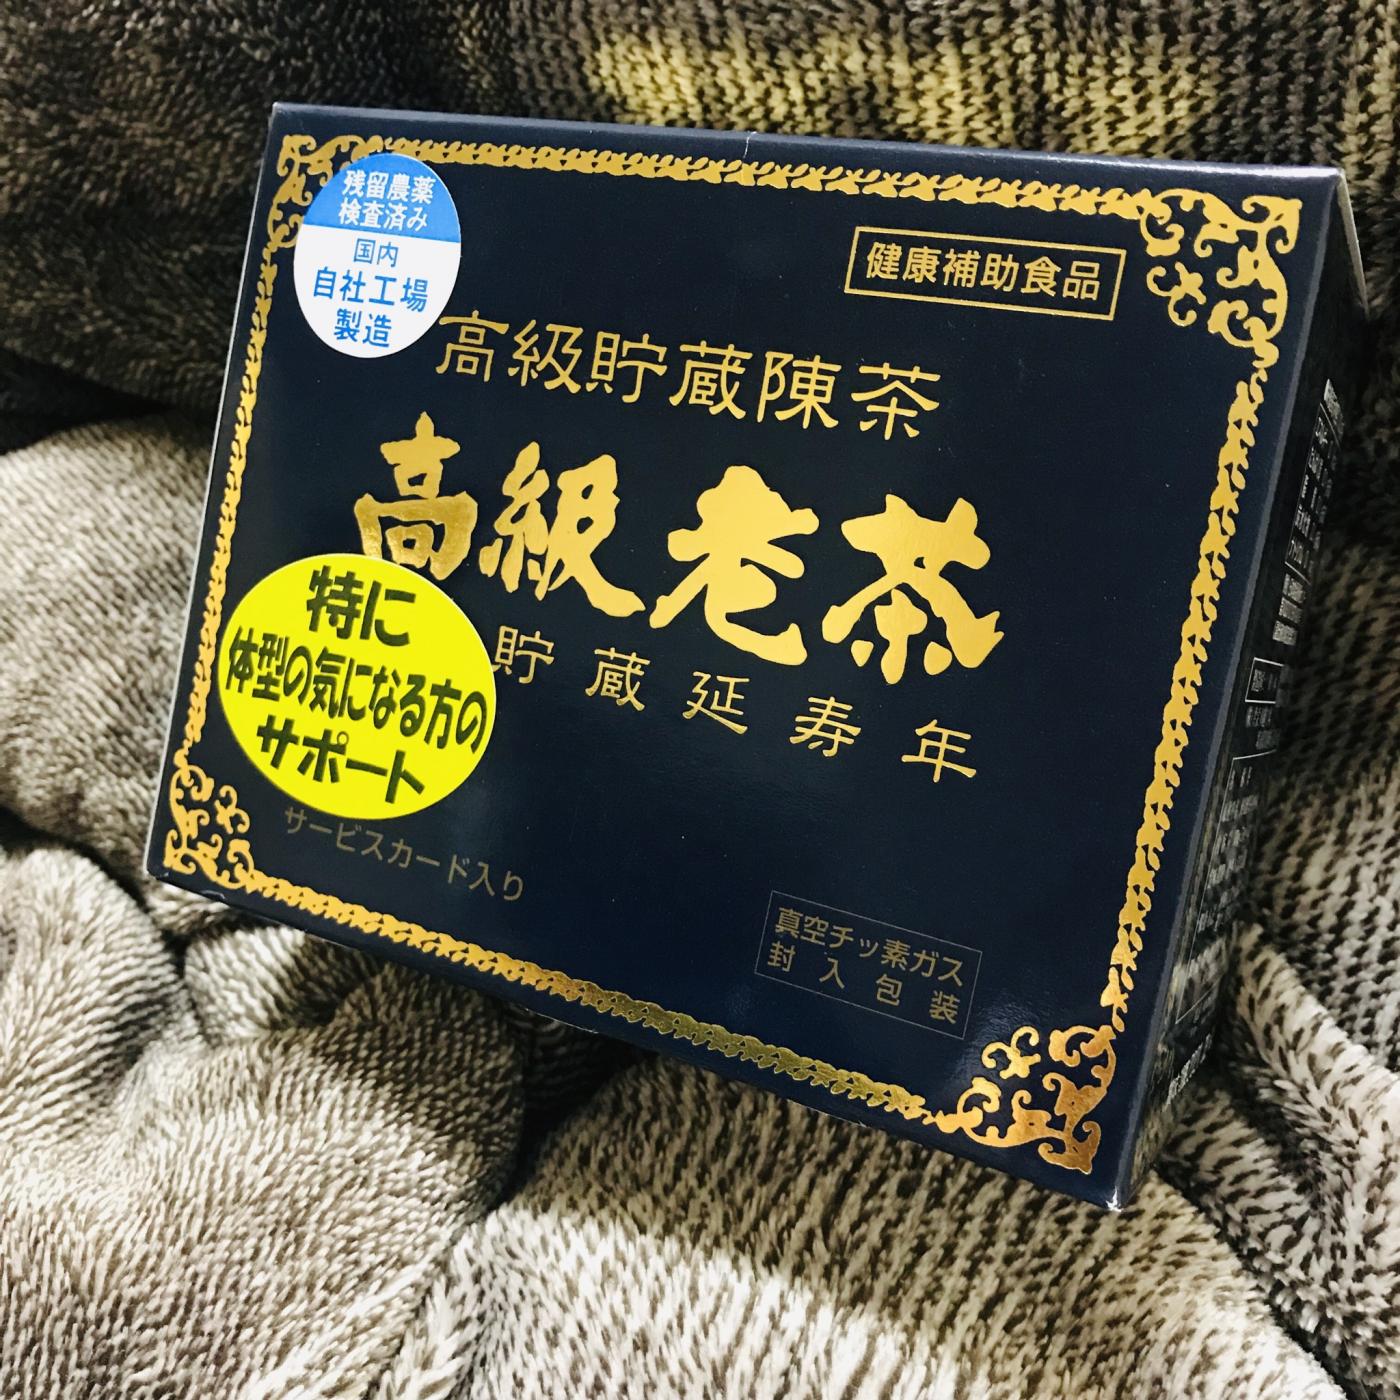 残留農薬
検査済み
国内
自社工場
製造
健康補助食品
高級貯蔵陳茶
高級老茶
貯蔵延寿年
特に
体型の気になる方の
サポート
サービスカード入り
真空チッ素ガス
封入包装